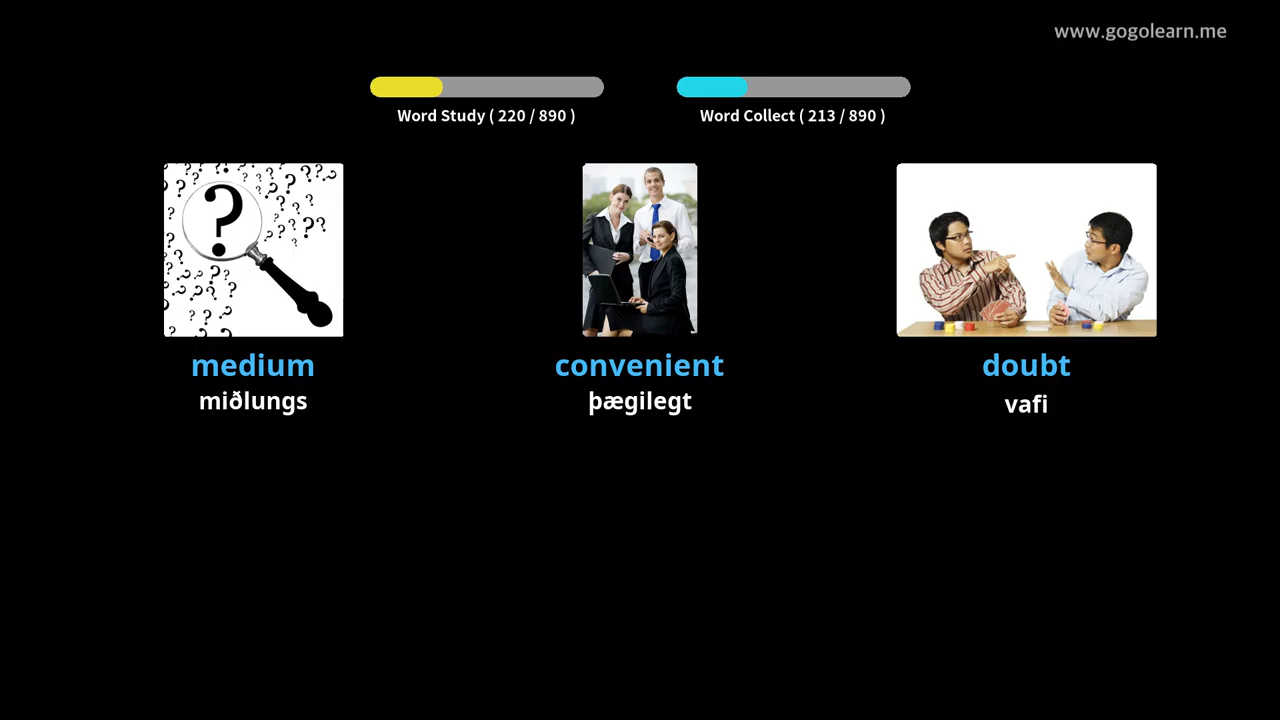 www.gogolearn.me
Word Study ( 220 / 890 )
Word Collect ( 213 / 890 )
medium
miðlungs
convenient
þægilegt
doubt
vafi